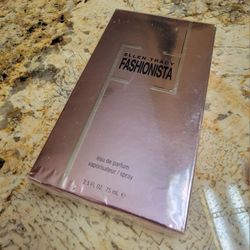 ELLEN TRACY
FASHIONISTA
eau de parfum
vaporisateur / spray
2.5 FL.OZ. 75 mL ℮